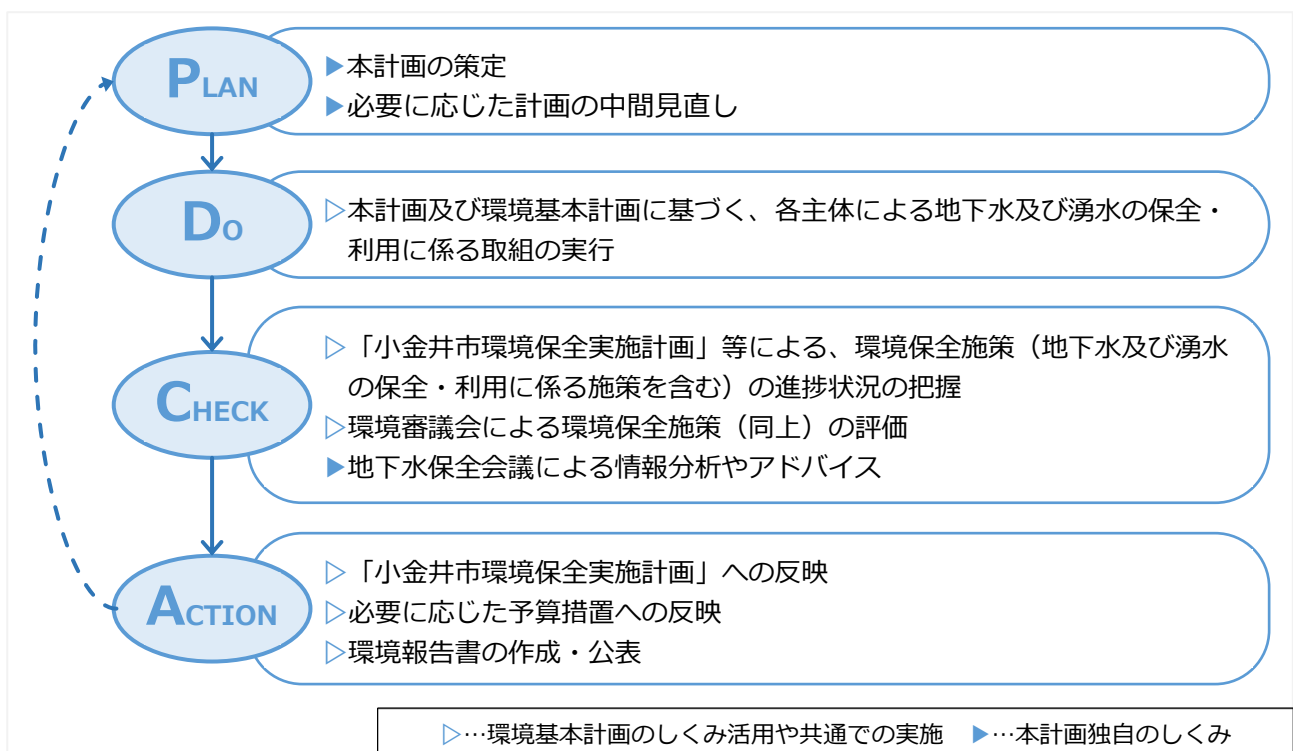 PLAN
▶本計画の策定
▶必要に応じた計画の中間見直し
DO
▷本計画及び環境基本計画に基づく、各主体による地下水及び湧水の保全・
利用に係る取組の実行
CHECK
▷「小金井市環境保全実施計画」等による、環境保全施策（地下水及び湧水
の保全・利用に係る施策を含む）の進捗状況の把握
▷環境審議会による環境保全施策（同上）の評価
▶地下水保全会議による情報分析やアドバイス
ACTION
▷「小金井市環境保全実施計画」への反映
▷必要に応じた予算措置への反映
▷環境報告書の作成・公表
▷…環境基本計画のしくみ活用や共通での実施 ▶…本計画独自のしくみ